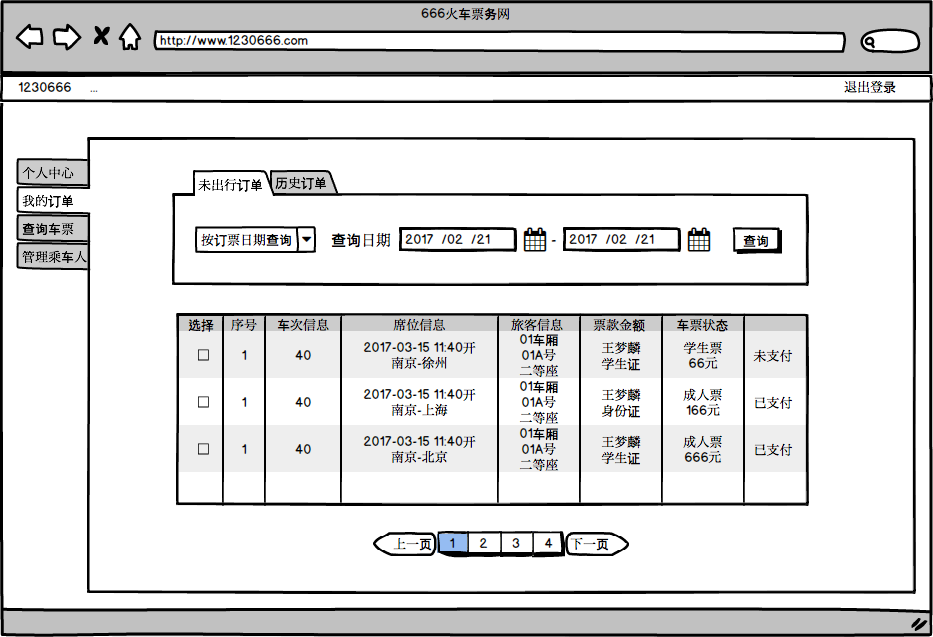 666火车票务网
http://www.1230666.com
1230666 ... 退出登录
个人中心
我的订单
查询车票
管理乘车人
未出行订单 历史订单
按订票日期查询 查询日期 2017 /02 /21 - 2017 /02 /21 查询
选择 序号 车次信息 席位信息 旅客信息 票款金额 车票状态
1 40 2017-03-15 11:40开 南京-徐州 01车厢 01A号 二等座 王梦麟 学生证 学生票 66元 未支付
1 40 2017-03-15 11:40开 南京-上海 01车厢 01A号 二等座 王梦麟 身份证 成人票 166元 已支付
1 40 2017-03-15 11:40开 南京-北京 01车厢 01A号 二等座 王梦麟 学生证 成人票 666元 已支付
上一页 1 2 3 4 下一页